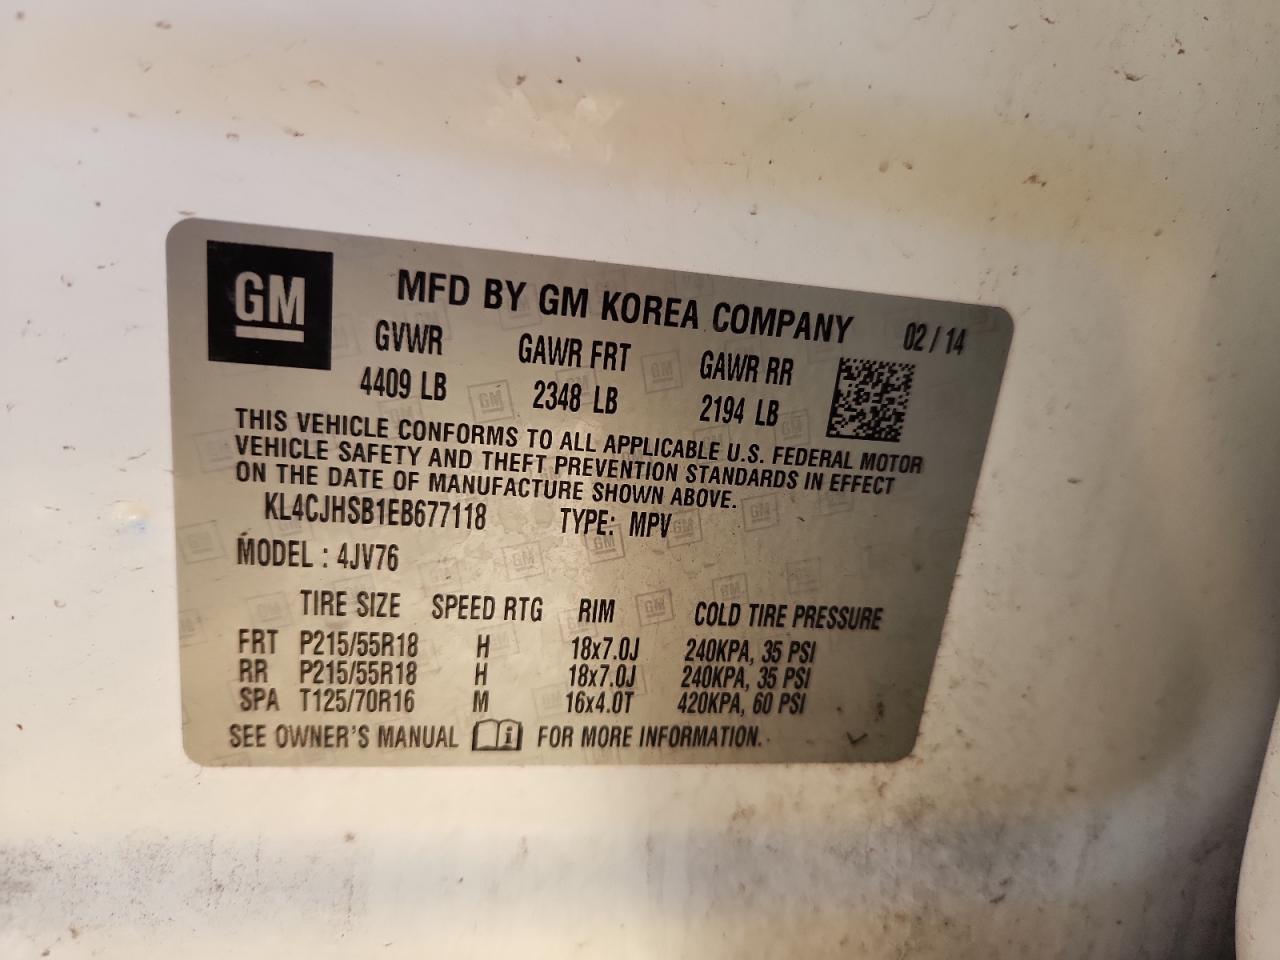 GM
MFD BY GM KOREA COMPANY 02/14
GVWR GAWR FRT GAWR RR
4409 LB 2348 LB 2194 LB
THIS VEHICLE CONFORMS TO ALL APPLICABLE U.S. FEDERAL MOTOR
VEHICLE SAFETY AND THEFT PREVENTION STANDARDS IN EFFECT
ON THE DATE OF MANUFACTURE SHOWN ABOVE.
KL4CJHSB1EB677118 TYPE: MPV
MODEL : 4JV76
TIRE SIZE SPEED RTG RIM COLD TIRE PRESSURE
FRT P215/55R18 H 18x7.0J 240KPA, 35 PSI
RR P215/55R18 H 18x7.0J 240KPA, 35 PSI
SPA T125/70R16 M 16x4.0T 420KPA, 60 PSI
SEE OWNER'S MANUAL i FOR MORE INFORMATION.